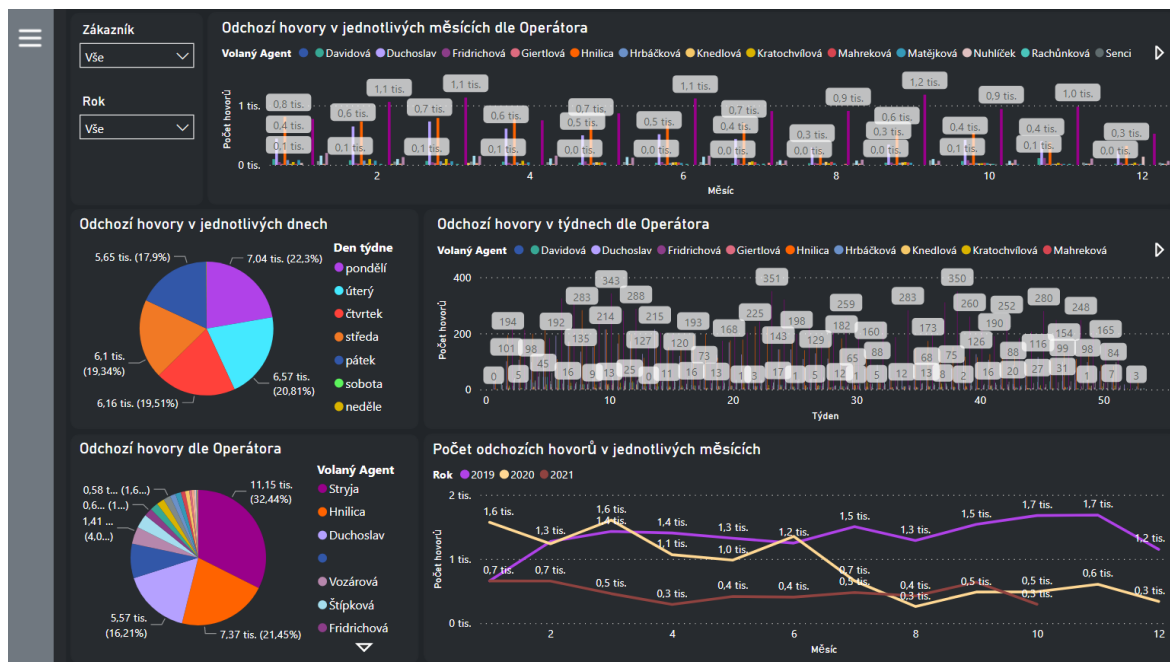 Zákazník
Vše
Rok
Vše
Odchozí hovory v jednotlivých měsících dle Operátora
Volaný Agent Davidová Duchoslav Fridrichová Giertlová Hnilica Hrbáčková Knedlová Kratochvílová Mahreková Matějková Nuhlíček Rachůnková Senci
Počet hovorů
1 tis.
0 tis.
0,8 tis.
0,4 tis.
0,1 tis.
1,1 tis.
0,6 tis.
0,1 tis.
1,1 tis.
0,7 tis.
0,1 tis.
0,6 tis.
0,1 tis.
0,7 tis.
0,5 tis.
0,0 tis.
1,1 tis.
0,5 tis.
0,0 tis.
0,7 tis.
0,4 tis.
0,0 tis.
0,9 tis.
0,3 tis.
0,0 tis.
1,2 tis.
0,6 tis.
0,3 tis.
0,0 tis.
0,9 tis.
0,4 tis.
0,1 tis.
1,0 tis.
0,4 tis.
0,1 tis.
0,3 tis.
0,0 tis.
2 4 6 8 10 12
Měsíc
Odchozí hovory v jednotlivých dnech
5,65 tis. (17,9%)
7,04 tis. (22,3%)
6,1 tis.
(19,34%)
6,16 tis. (19,51%)
6,57 tis.
(20,81%)
Den týdne
pondělí
úterý
čtvrtek
středa
pátek
sobota
neděle
Odchozí hovory v týdnech dle Operátora
Volaný Agent Davidová Duchoslav Fridrichová Giertlová Hnilica Hrbáčková Knedlová Kratochvílová Mahreková
Počet hovorů
400
200
0
343 351 350
283 288 283 280
194 192 214 215 193 168 225 198 259 260 252 248
101 98 135 127 120 143 129 182 160 173 190 154 165
45 73 65 88 68 75 126 88 116 99 98 84
0 5 16 9 13 25 0 11 16 13 1 3 17 5 12 1 5 12 13 8 2 16 20 27 31 1 7 3
0 10 20 30 40 50
Týden
Odchozí hovory dle Operátora
0,58 t... (1,6...)
0,6... (1...)
1,41 ...
(4,0...)
5,57 tis.
(16,21%)
7,37 tis. (21,45%)
11,15 tis.
(32,44%)
Volaný Agent
Stryja
Hnilica
Duchoslav
Vozárová
Štípková
Fridrichová
Počet odchozích hovorů v jednotlivých měsících
Rok 2019 2020 2021
Počet hovorů
2 tis.
1 tis.
0 tis.
1,6 tis. 1,3 tis. 1,6 tis. 1,4 tis. 1,4 tis. 1,3 tis. 1,2 tis. 1,5 tis. 1,3 tis. 1,5 tis. 1,7 tis. 1,7 tis. 1,2 tis.
1,1 tis. 1,0 tis. 0,7 tis. 0,3 tis. 0,5 tis. 0,6 tis. 0,3 tis.
0,7 tis. 0,7 tis. 0,5 tis. 0,3 tis. 0,4 tis. 0,4 tis. 0,5 tis. 0,4 tis. 0,3 tis.
2 4 6 8 10 12
Měsíc